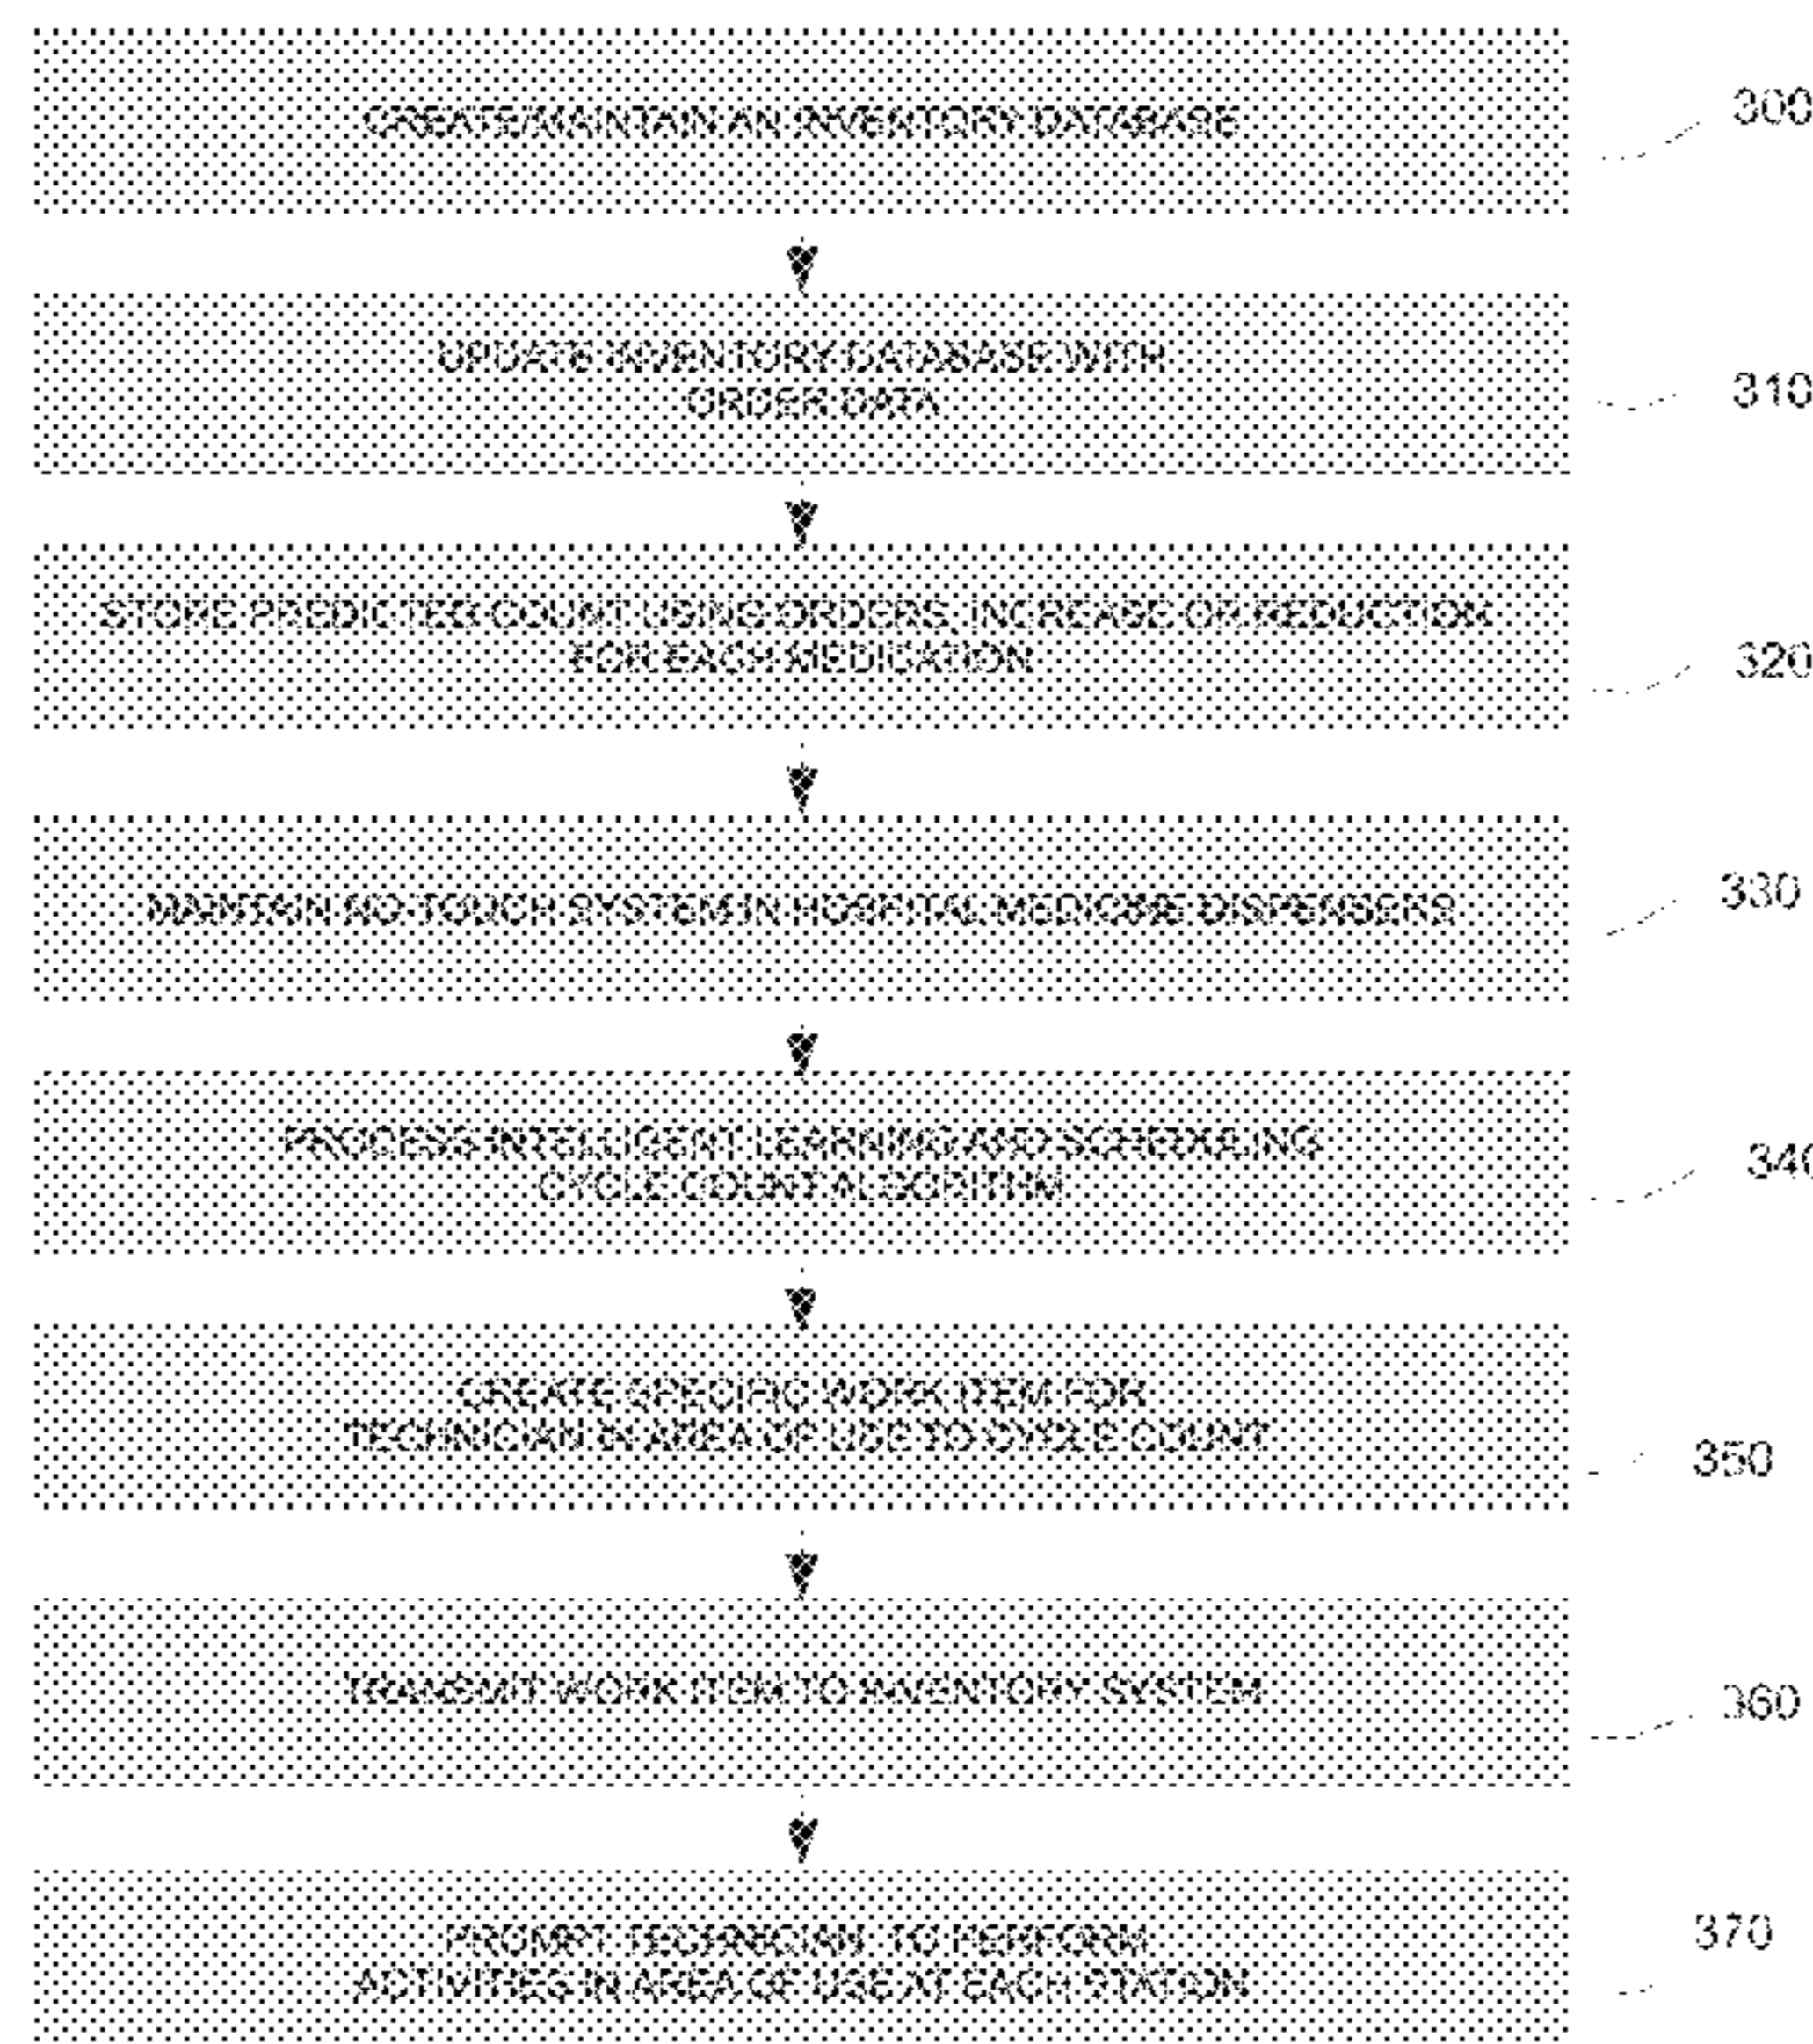 CREATE/MAINTAIN AN INVENTORY DATABASE
300
UPDATE INVENTORY DATABASE WITH
ORDER DATA
310
STORE PREDICTED COUNT USING ORDERS, INCREASE OR REDUCTION
FOR EACH MEDICATION
320
MAINTAIN NO-TOUCH SYSTEM IN HOSPITAL MEDICINE DISPENSERS
330
PROCESS INTELLIGENT LEARNING AND SCHEDULING
CYCLE COUNT ALGORITHM
340
CREATE SPECIFIC WORK ITEM FOR
TECHNICIAN IN AREA OF USE TO CYCLE COUNT
350
TRANSMIT WORK ITEM TO INVENTORY SYSTEM
360
PROMPT TECHNICIAN TO PERFORM
ACTIVITIES IN AREA OF USE AT EACH STATION
370